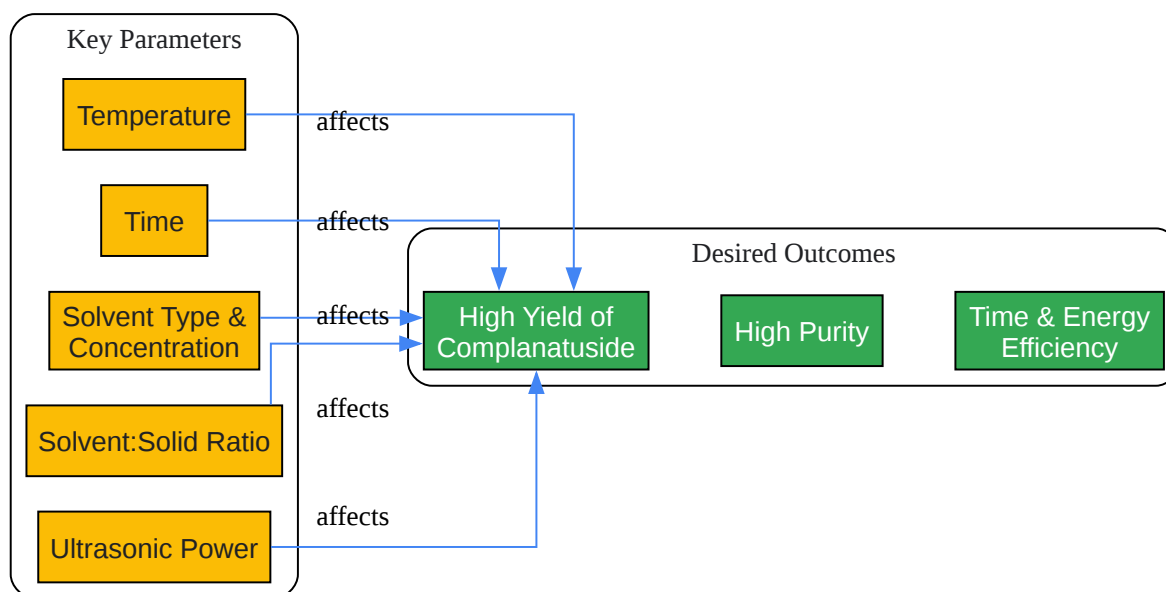 Key Parameters
Temperature
affects
Time
affects
Desired Outcomes
Solvent Type &
Concentration
affects
High Yield of
Complanatuside
High Purity
Time & Energy
Efficiency
Solvent:Solid Ratio
affects
Ultrasonic Power
affects